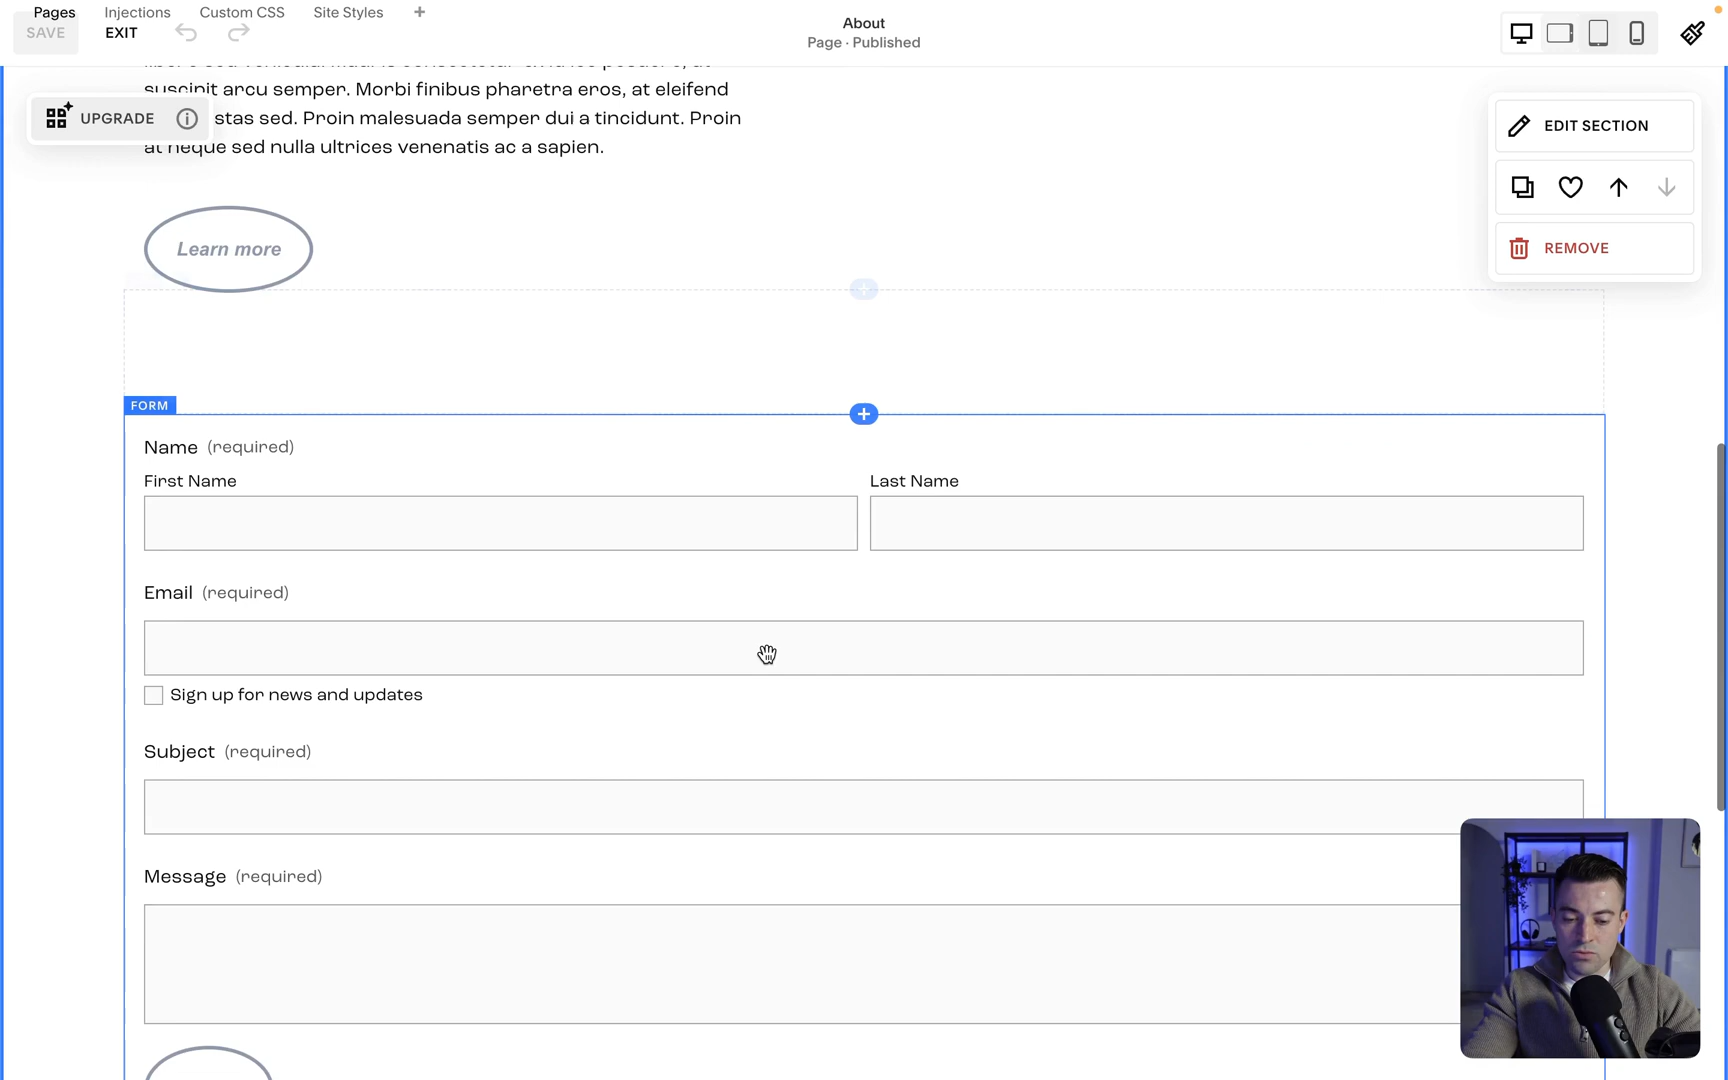 Pages Injections Custom CSS Site Styles
SAVE EXIT
About
Page · Published
suscipit arcu semper. Morbi finibus pharetra eros, at eleifend
UPGRADE
stas sed. Proin malesuada semper dui a tincidunt. Proin
at neque sed nulla ultrices venenatis ac a sapien.
EDIT SECTION
REMOVE
Learn more
FORM
Name (required)
First Name Last Name
Email (required)
Sign up for news and updates
Subject (required)
Message (required)